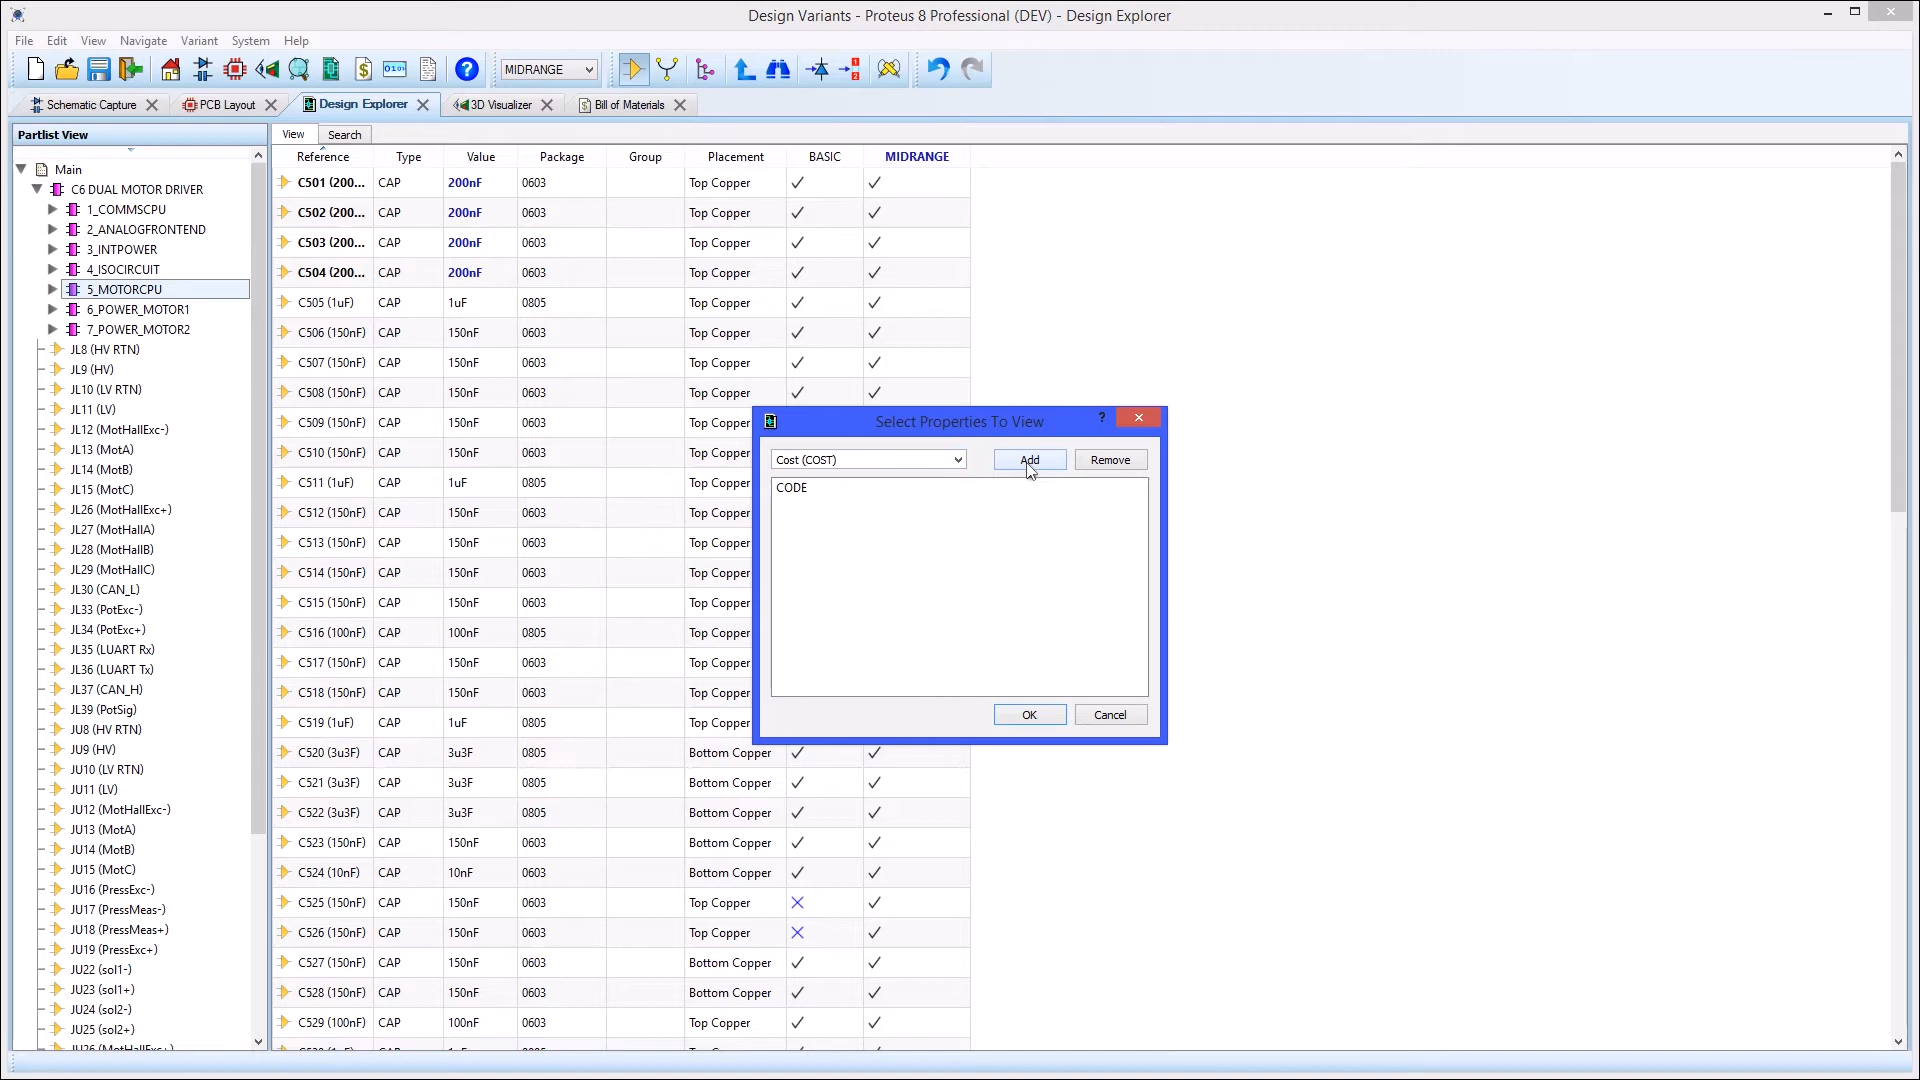 Design Variants - Proteus 8 Professional (DEV) - Design Explorer
File Edit View Navigate Variant System Help
MIDRANGE
Schematic Capture PCB Layout Design Explorer 3D Visualizer Bill of Materials
Partlist View
Main
C6 DUAL MOTOR DRIVER
1_COMMSCPU
2_ANALOGFRONTEND
3_INTPOWER
4_ISOCIRCUIT
5_MOTORCPU
6_POWER_MOTOR1
7_POWER_MOTOR2
JL8 (HV RTN)
JL9 (HV)
JL10 (LV RTN)
JL11 (LV)
JL12 (MotHallExc-)
JL13 (MotA)
JL14 (MotB)
JL15 (MotC)
JL26 (MotHallExc+)
JL27 (MotHallA)
JL28 (MotHallB)
JL29 (MotHallC)
JL30 (CAN_L)
JL33 (PotExc-)
JL34 (PotExc+)
JL35 (LUART Rx)
JL36 (LUART Tx)
JL37 (CAN_H)
JL39 (PotSig)
JU8 (HV RTN)
JU9 (HV)
JU10 (LV RTN)
JU11 (LV)
JU12 (MotHallExc-)
JU13 (MotA)
JU14 (MotB)
JU15 (MotC)
JU16 (PressExc-)
JU17 (PressMeas-)
JU18 (PressMeas+)
JU19 (PressExc+)
JU22 (sol1-)
JU23 (sol1+)
JU24 (sol2-)
JU25 (sol2+)
JU26 (MotHallExc+)
View Search
Reference Type Value Package Group Placement BASIC MIDRANGE
C501 (200... CAP 200nF 0603 Top Copper
C502 (200... CAP 200nF 0603 Top Copper
C503 (200... CAP 200nF 0603 Top Copper
C504 (200... CAP 200nF 0603 Top Copper
C505 (1uF) CAP 1uF 0805 Top Copper
C506 (150nF) CAP 150nF 0603 Top Copper
C507 (150nF) CAP 150nF 0603 Top Copper
C508 (150nF) CAP 150nF 0603 Top Copper
C509 (150nF) CAP 150nF 0603 Top Copper
C510 (150nF) CAP 150nF 0603 Top Copper
C511 (1uF) CAP 1uF 0805 Top Copper
C512 (150nF) CAP 150nF 0603 Top Copper
C513 (150nF) CAP 150nF 0603 Top Copper
C514 (150nF) CAP 150nF 0603 Top Copper
C515 (150nF) CAP 150nF 0603 Top Copper
C516 (100nF) CAP 100nF 0805 Top Copper
C517 (150nF) CAP 150nF 0603 Top Copper
C518 (150nF) CAP 150nF 0603 Top Copper
C519 (1uF) CAP 1uF 0805 Top Copper
C520 (3u3F) CAP 3u3F 0805 Bottom Copper
C521 (3u3F) CAP 3u3F 0805 Bottom Copper
C522 (3u3F) CAP 3u3F 0805 Bottom Copper
C523 (150nF) CAP 150nF 0603 Bottom Copper
C524 (10nF) CAP 10nF 0603 Bottom Copper
C525 (150nF) CAP 150nF 0603 Top Copper
C526 (150nF) CAP 150nF 0603 Top Copper
C527 (150nF) CAP 150nF 0603 Bottom Copper
C528 (150nF) CAP 150nF 0603 Bottom Copper
C529 (100nF) CAP 100nF 0603 Top Copper
Select Properties To View
Cost (COST) Add Remove
CODE
OK Cancel